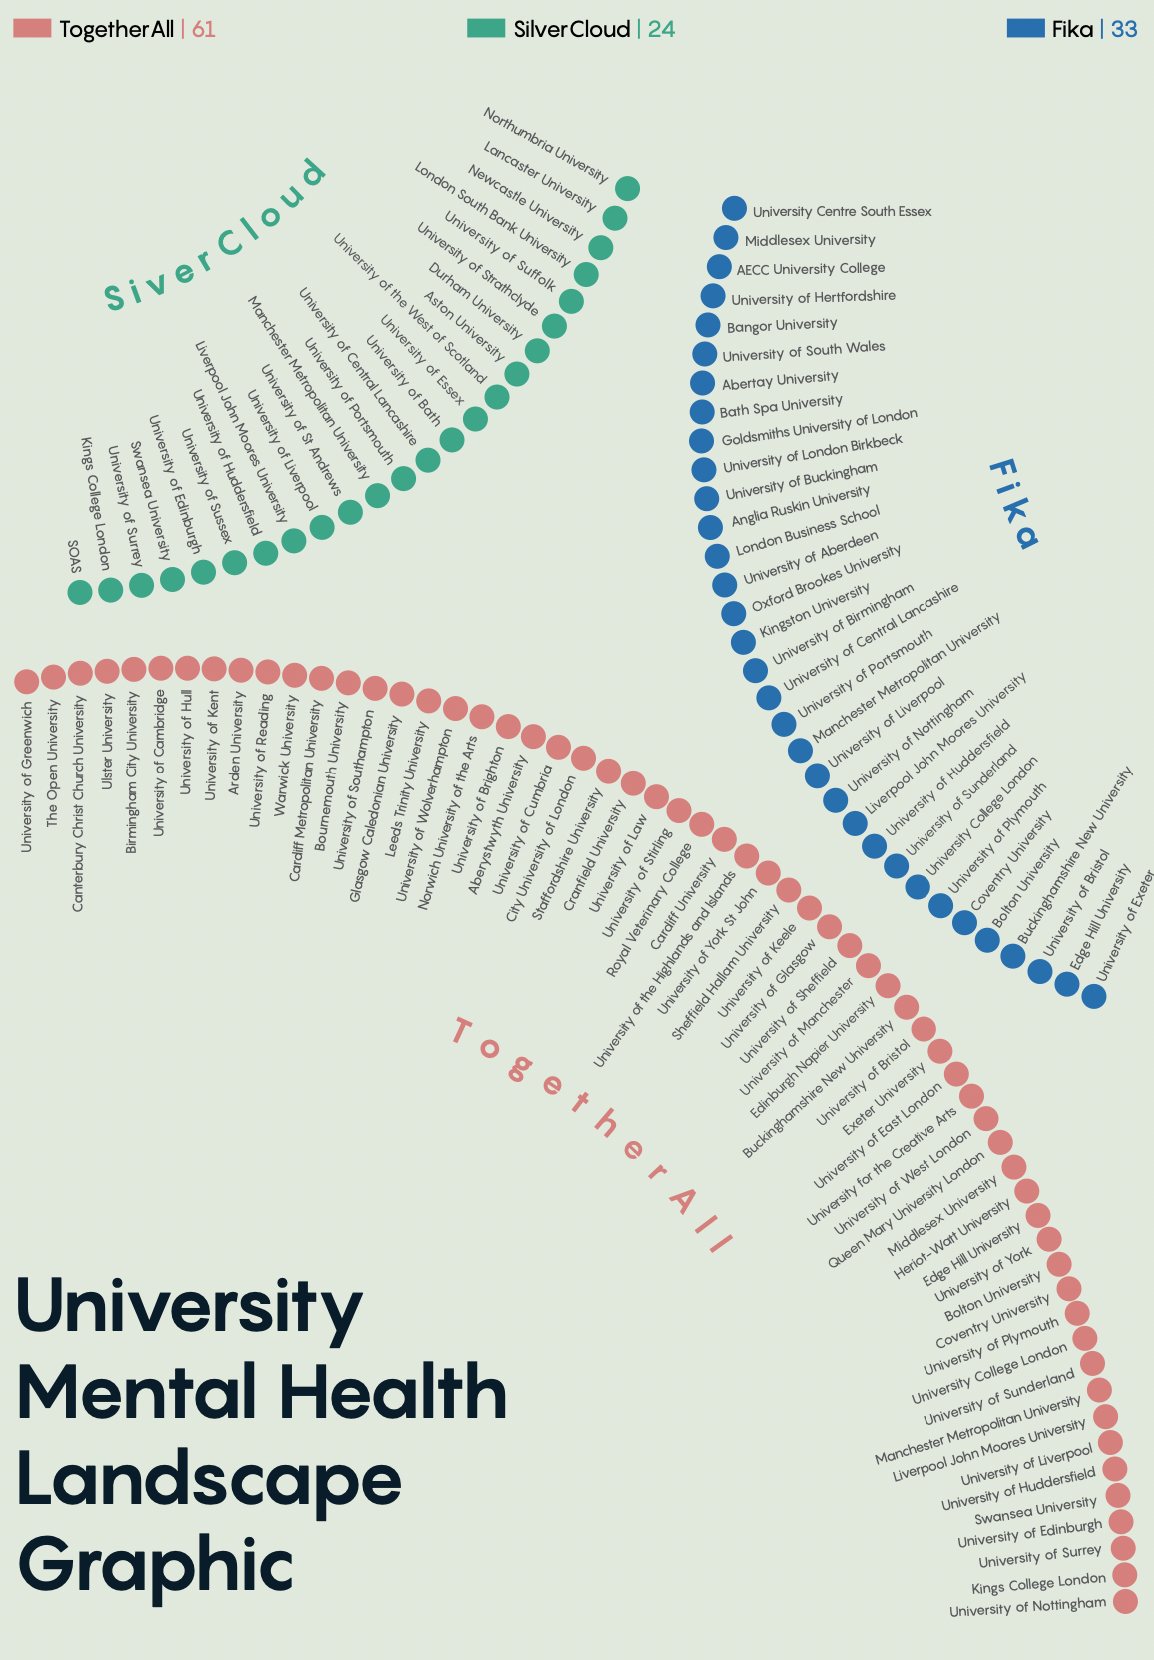 TogetherAll | 61
SilverCloud | 24
Fika | 33
SiverCloud
Northumbria University
Lancaster University
Newcastle University
London South Bank University
University of Suffolk
University of Strathclyde
Durham University
Aston University
University of the West of Scotland
University of Essex
University of Bath
University of Central Lancashire
University of Portsmouth
Manchester Metropolitan University
University of St Andrews
University of Liverpool
Liverpool John Moores University
University of Huddersfield
University of Sussex
University of Edinburgh
Swansea University
University of Surrey
Kings College London
SOAS
Fika
University Centre South Essex
Middlesex University
AECC University College
University of Hertfordshire
Bangor University
University of South Wales
Abertay University
Bath Spa University
Goldsmiths University of London
University of London Birkbeck
University of Buckingham
Anglia Ruskin University
London Business School
University of Aberdeen
Oxford Brookes University
Kingston University
University of Birmingham
University of Central Lancashire
University of Portsmouth
Manchester Metropolitan University
University of Liverpool
University of Nottingham
Liverpool John Moores University
University of Huddersfield
University of Sunderland
University College London
University of Plymouth
Coventry University
Bolton University
Buckinghamshire New University
University of Bristol
Edge Hill University
University of Exeter
TogetherAll
University of Greenwich
The Open University
Canterbury Christ Church University
Ulster University
Birmingham City University
University of Cambridge
University of Hull
University of Kent
Arden University
University of Reading
Warwick University
Cardiff Metropolitan University
Bournemouth University
University of Southampton
Glasgow Caledonian University
Leeds Trinity University
University of Wolverhampton
Norwich University of the Arts
University of Brighton
Aberystwyth University
University of Cumbria
City University of London
Staffordshire University
Cranfield University
University of Law
University of Stirling
Royal Veterinary College
Cardiff University
University of the Highlands and Islands
University of York St John
Sheffield Hallam University
University of Keele
University of Glasgow
University of Sheffield
University of Manchester
Edinburgh Napier University
Buckinghamshire New University
University of Bristol
Exeter University
University of East London
University for the Creative Arts
University of West London
Queen Mary University London
Middlesex University
Heriot-Watt University
Edge Hill University
University of York
Bolton University
Coventry University
University of Plymouth
University College London
University of Sunderland
Manchester Metropolitan University
Liverpool John Moores University
University of Liverpool
University of Huddersfield
Swansea University
University of Edinburgh
University of Surrey
Kings College London
University of Nottingham
University
Mental Health
Landscape
Graphic